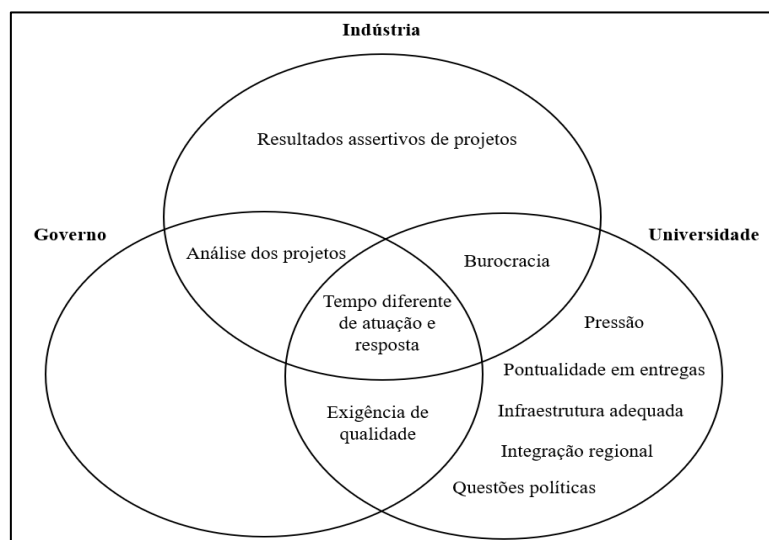 Indústria
Resultados assertivos de projetos
Governo
Universidade
Análise dos projetos
Burocracia
Tempo diferente
de atuação e
resposta
Pressão
Pontualidade em entregas
Exigência de
qualidade
Infraestrutura adequada
Integração regional
Questões políticas